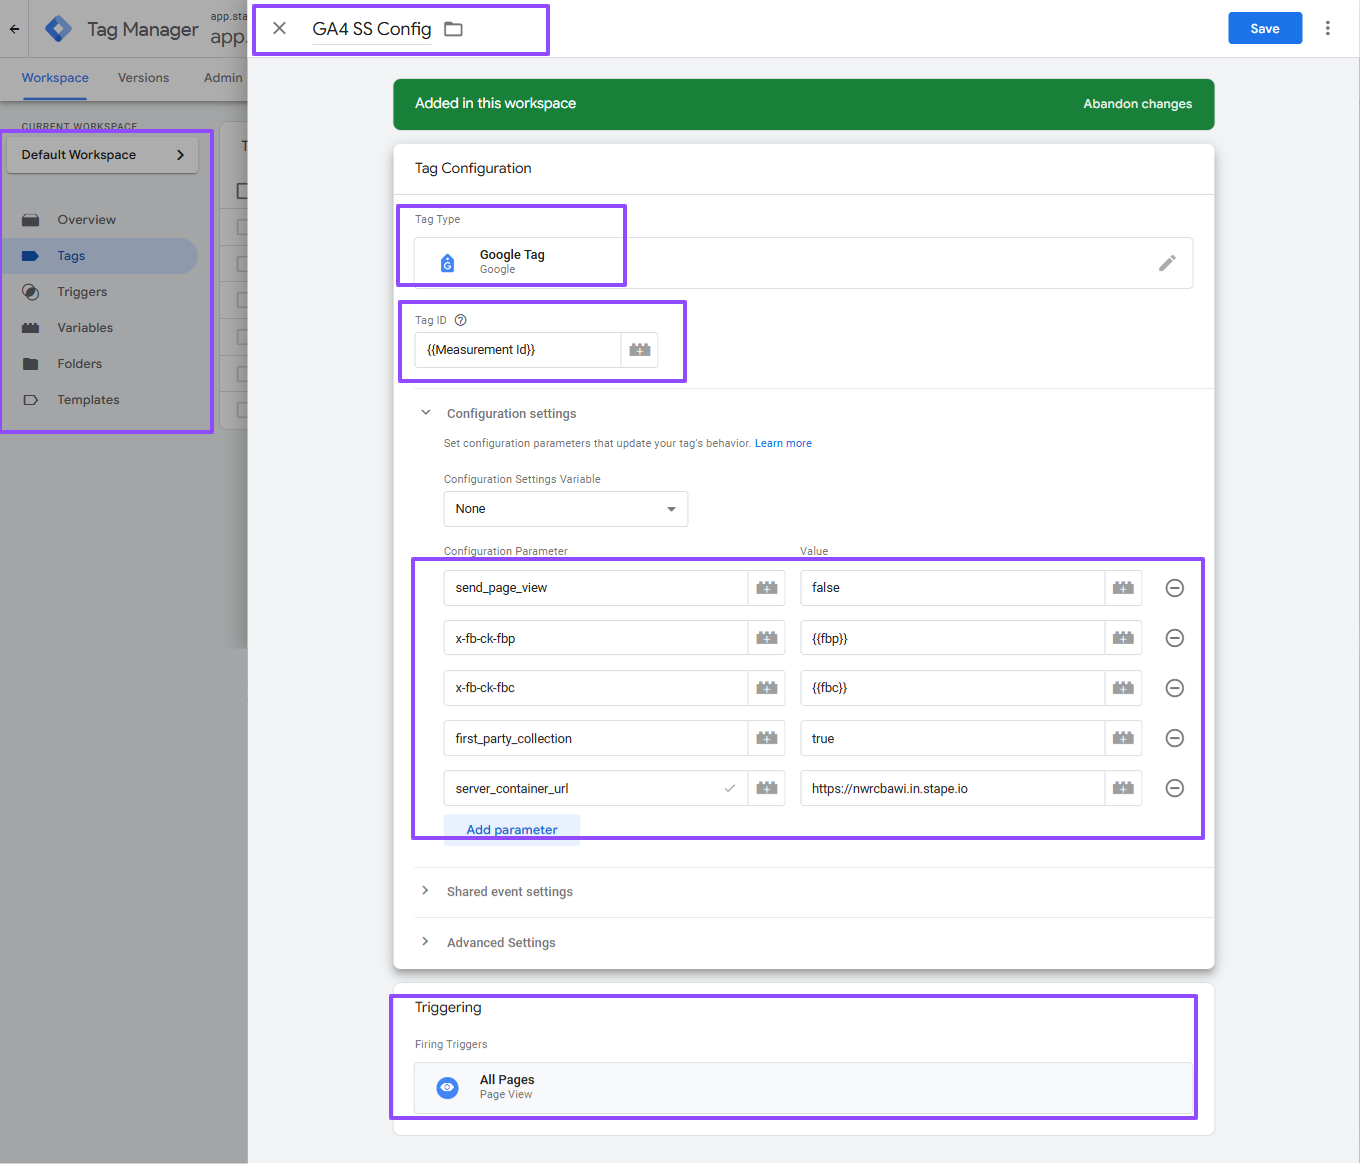 Tag Manager
app.sta
app.
GA4 SS Config
Save
Workspace
Versions
Admin
Added in this workspace
Abandon changes
CURRENT WORKSPACE
Default Workspace
T
Overview
Tags
Triggers
Variables
Folders
Templates
Tag Configuration
Tag Type
Google Tag
Google
Tag ID
{{Measurement Id}}
Configuration settings
Set configuration parameters that update your tag's behavior. Learn more
Configuration Settings Variable
None
Configuration Parameter
Value
send_page_view
false
x-fb-ck-fbp
{{fbp}}
x-fb-ck-fbc
{{fbc}}
first_party_collection
true
server_container_url
https://nwrcbawi.in.stape.io
Add parameter
Shared event settings
Advanced Settings
Triggering
Firing Triggers
All Pages
Page View